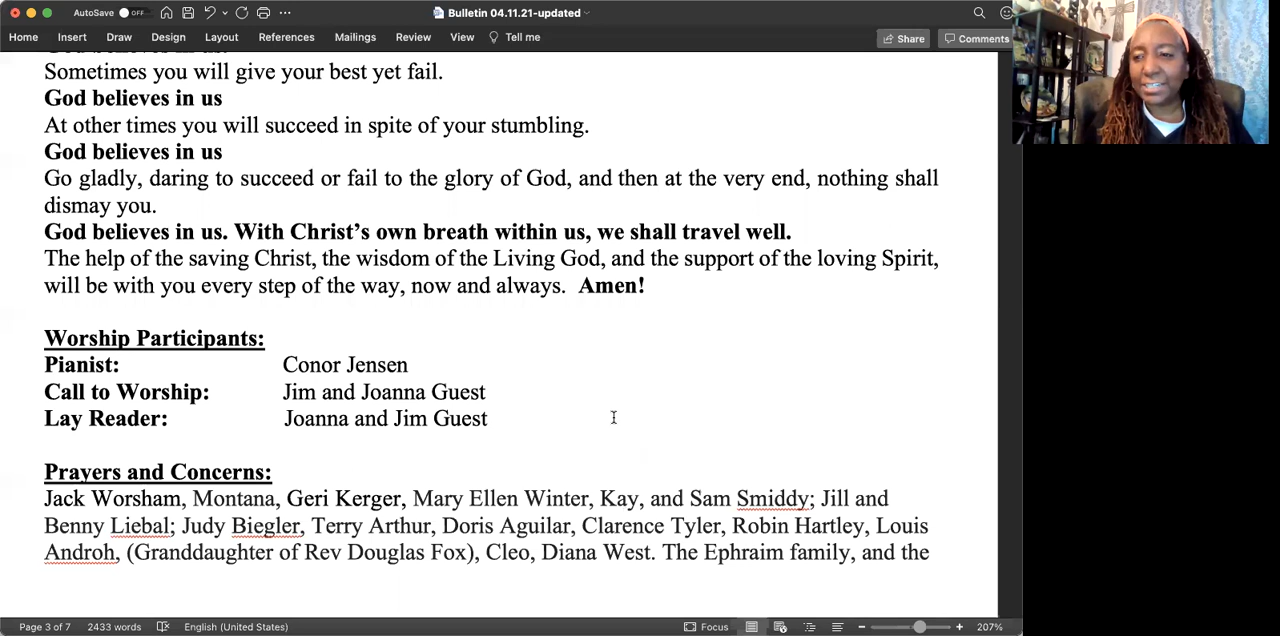 AutoSave OFF
Bulletin 04.11.21-updated
Home Insert Draw Design Layout References Mailings Review View Tell me Share Comments
God believes in us.
Sometimes you will give your best yet fail.
God believes in us
At other times you will succeed in spite of your stumbling.
God believes in us
Go gladly, daring to succeed or fail to the glory of God, and then at the very end, nothing shall
dismay you.
God believes in us. With Christ’s own breath within us, we shall travel well.
The help of the saving Christ, the wisdom of the Living God, and the support of the loving Spirit,
will be with you every step of the way, now and always. Amen!
Worship Participants:
Pianist: Conor Jensen
Call to Worship: Jim and Joanna Guest
Lay Reader: Joanna and Jim Guest
Prayers and Concerns:
Jack Worsham, Montana, Geri Kerger, Mary Ellen Winter, Kay, and Sam Smiddy; Jill and
Benny Liebal; Judy Biegler, Terry Arthur, Doris Aguilar, Clarence Tyler, Robin Hartley, Louis
Androh, (Granddaughter of Rev Douglas Fox), Cleo, Diana West. The Ephraim family, and the
Page 3 of 7 2433 words English (United States) Focus 207%